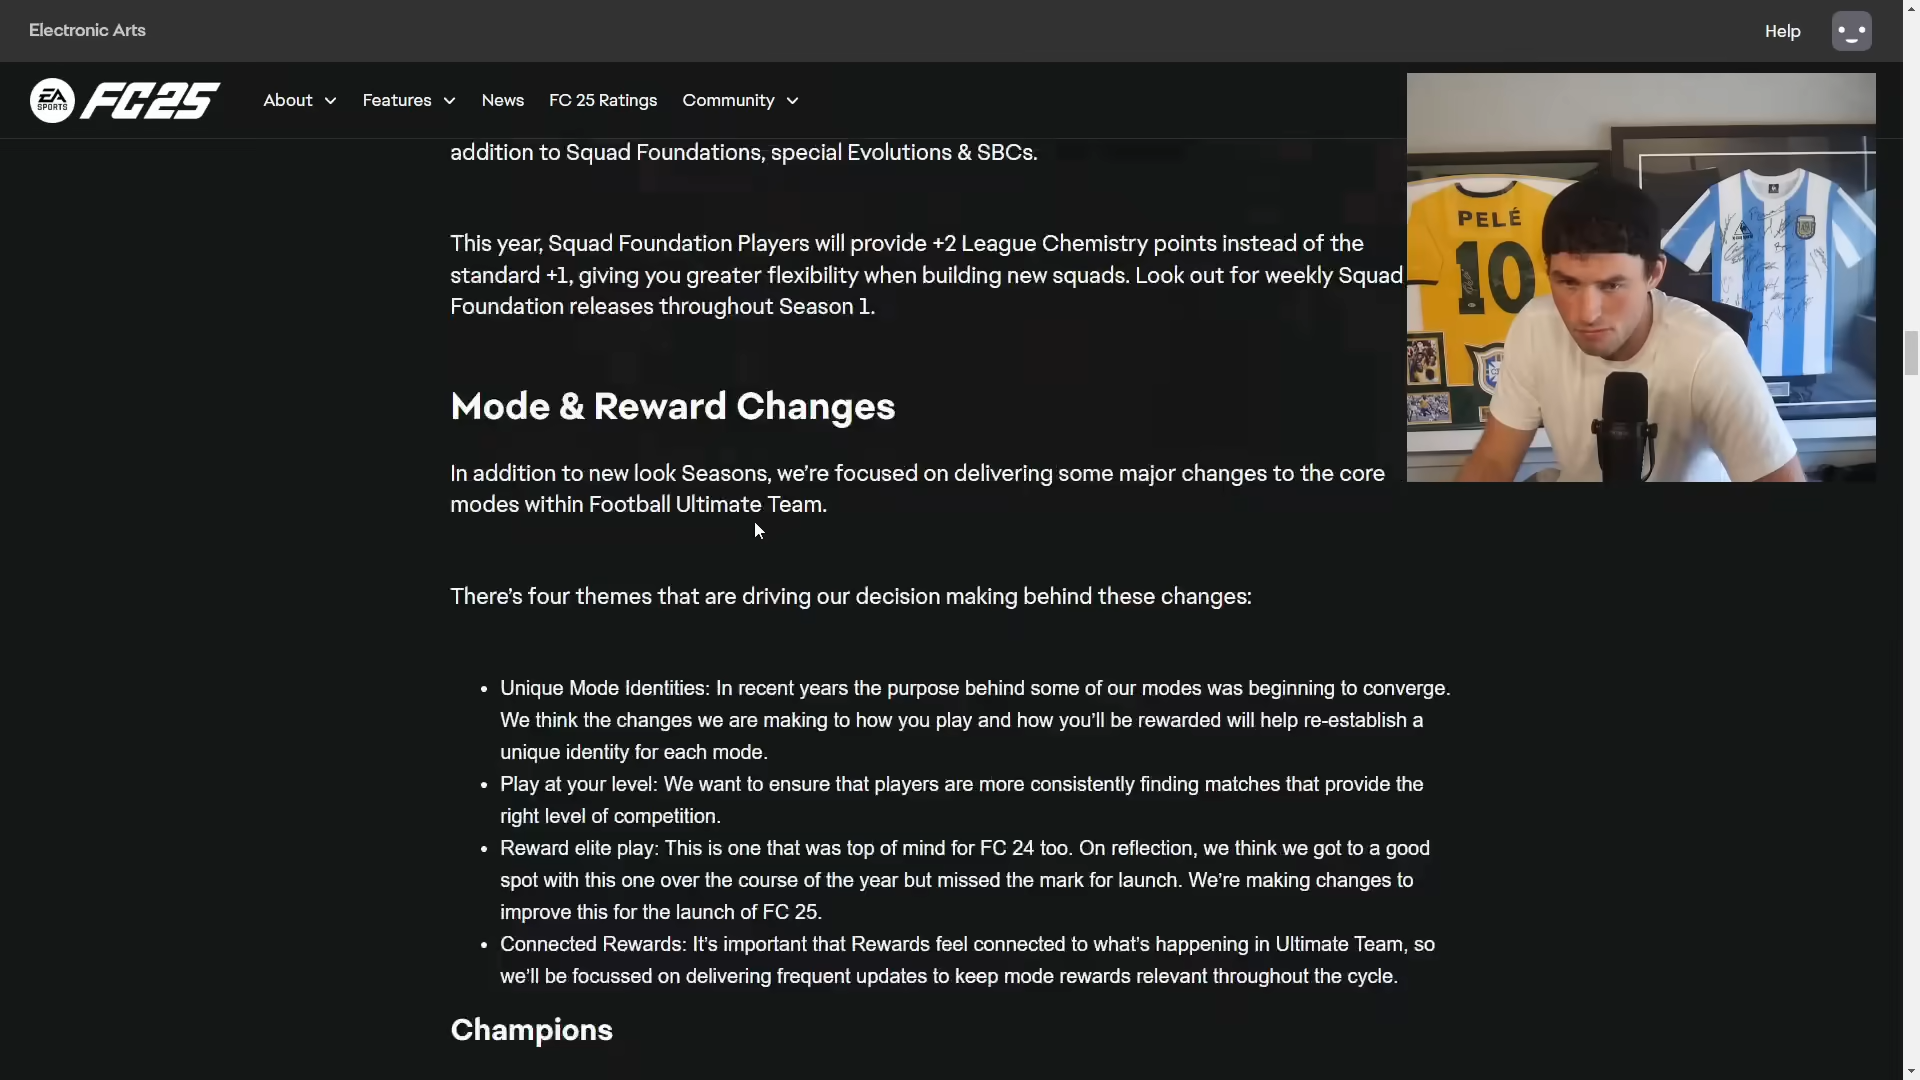 Electronic Arts
Help
EA SPORTS FC25
About
Features
News
FC 25 Ratings
Community
addition to Squad Foundations, special Evolutions & SBCs.
This year, Squad Foundation Players will provide +2 League Chemistry points instead of the
standard +1, giving you greater flexibility when building new squads. Look out for weekly Squad
Foundation releases throughout Season 1.
PELÉ
10
Mode & Reward Changes
In addition to new look Seasons, we're focused on delivering some major changes to the core
modes within Football Ultimate Team.
There's four themes that are driving our decision making behind these changes:
• Unique Mode Identities: In recent years the purpose behind some of our modes was beginning to converge.
We think the changes we are making to how you play and how you'll be rewarded will help re-establish a
unique identity for each mode.
• Play at your level: We want to ensure that players are more consistently finding matches that provide the
right level of competition.
• Reward elite play: This is one that was top of mind for FC 24 too. On reflection, we think we got to a good
spot with this one over the course of the year but missed the mark for launch. We're making changes to
improve this for the launch of FC 25.
• Connected Rewards: It's important that Rewards feel connected to what's happening in Ultimate Team, so
we'll be focussed on delivering frequent updates to keep mode rewards relevant throughout the cycle.
Champions